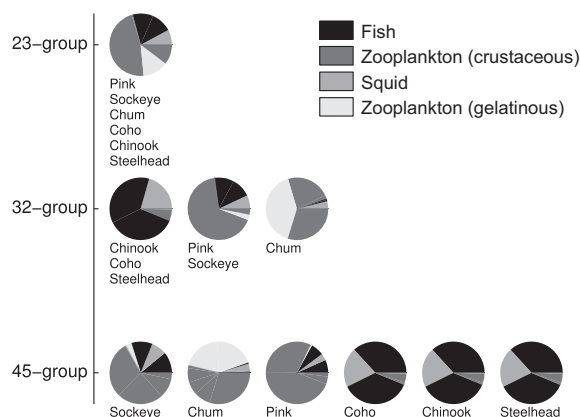 23−group
Fish
Zooplankton (crustaceous)
Squid
Zooplankton (gelatinous)
Pink
Sockeye
Chum
Coho
Chinook
Steelhead
32−group
Chinook
Coho
Steelhead
Pink
Sockeye
Chum
45−group
Sockeye
Chum
Pink
Coho
Chinook
Steelhead